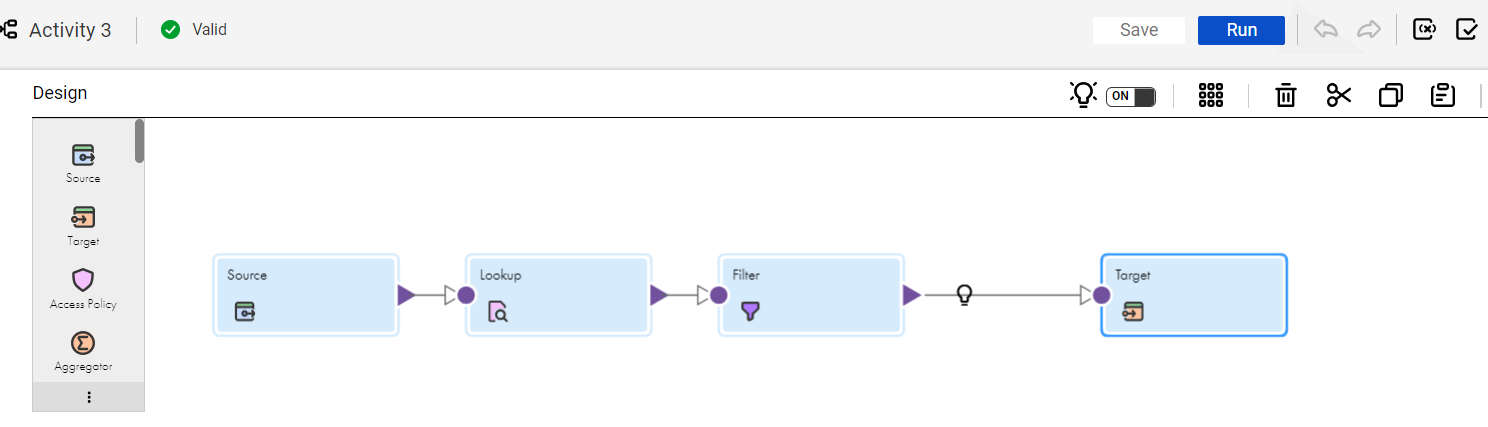 Activity 3
Valid
Save
Run
Design
ON
Source
Target
Access Policy
Aggregator
Source
Lookup
Filter
Target